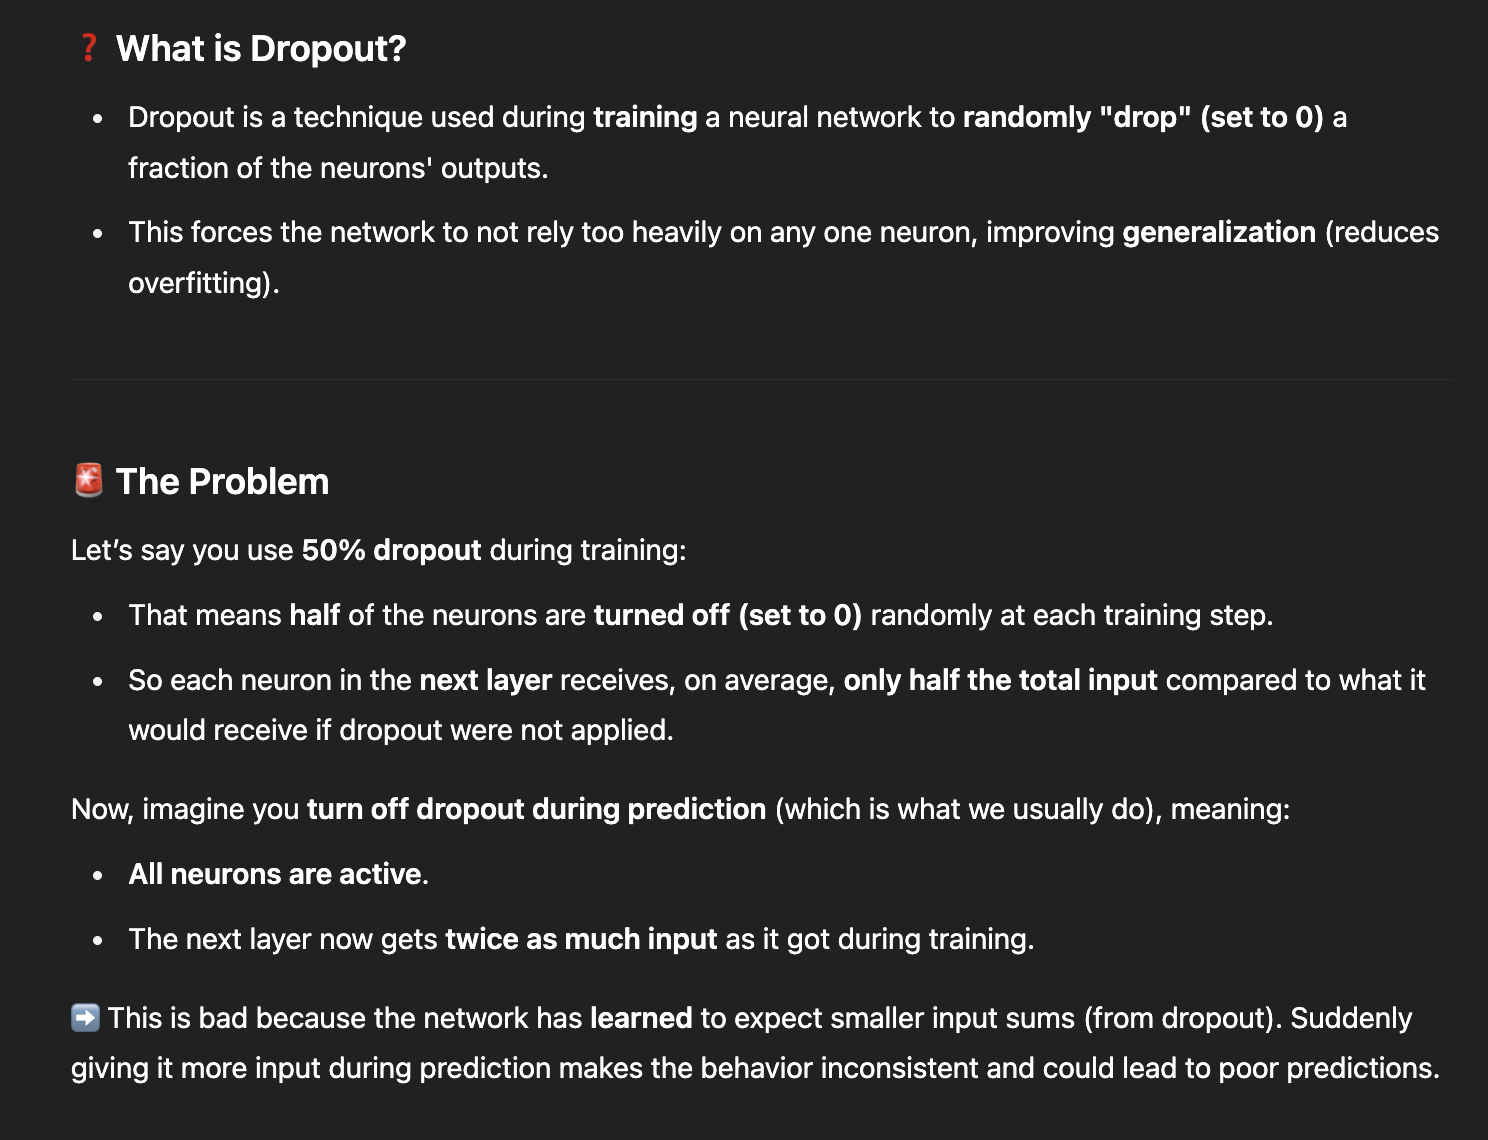 ❓ What is Dropout?
• Dropout is a technique used during training a neural network to randomly "drop" (set to 0) a
fraction of the neurons' outputs.
• This forces the network to not rely too heavily on any one neuron, improving generalization (reduces
overfitting).
🚨 The Problem
Let’s say you use 50% dropout during training:
• That means half of the neurons are turned off (set to 0) randomly at each training step.
• So each neuron in the next layer receives, on average, only half the total input compared to what it
would receive if dropout were not applied.
Now, imagine you turn off dropout during prediction (which is what we usually do), meaning:
• All neurons are active.
• The next layer now gets twice as much input as it got during training.
➡️ This is bad because the network has learned to expect smaller input sums (from dropout). Suddenly
giving it more input during prediction makes the behavior inconsistent and could lead to poor predictions.